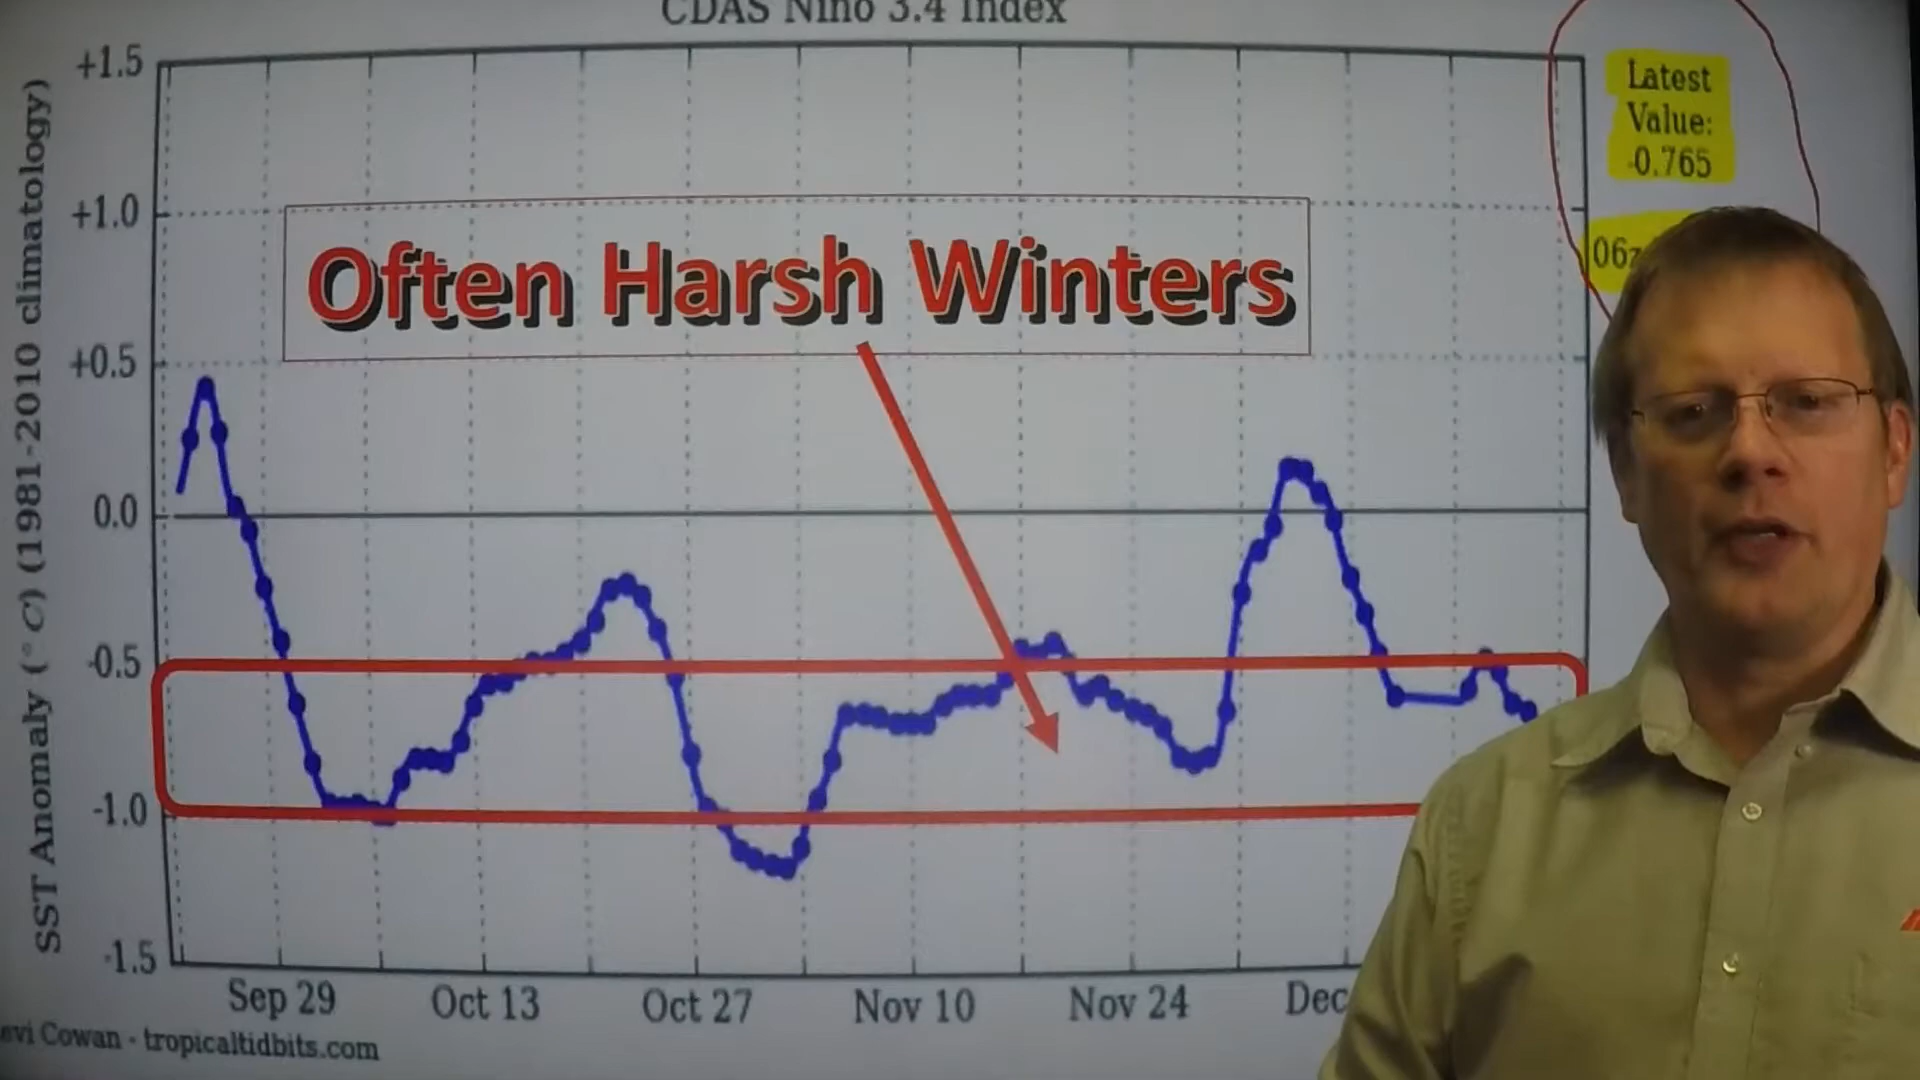 CDAS Nino 3.4 Index
+1.5
+1.0
+0.5
0.0
-0.5
-1.0
-1.5
SST Anomaly (°C) (1981-2010 climatology)
Often Harsh Winters
Latest
Value:
-0.765
06z
Sep 29
Oct 13
Oct 27
Nov 10
Nov 24
Dec
evi Cowan - tropicaltidbits.com